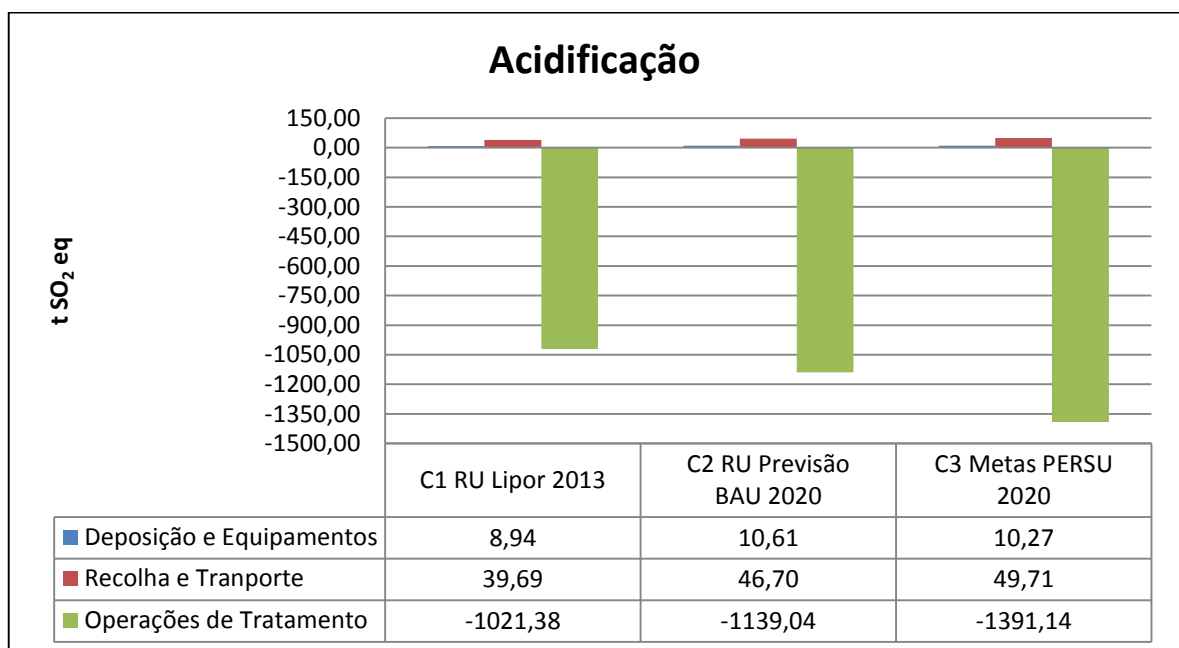 Acidificação
t SO₂ eq
150,00
0,00
-150,00
-300,00
-450,00
-600,00
-750,00
-900,00
-1050,00
-1200,00
-1350,00
-1500,00
C1 RU Lipor 2013
C2 RU Previsão
BAU 2020
C3 Metas PERSU
2020
Deposição e Equipamentos 8,94 10,61 10,27
Recolha e Tranporte 39,69 46,70 49,71
Operações de Tratamento -1021,38 -1139,04 -1391,14